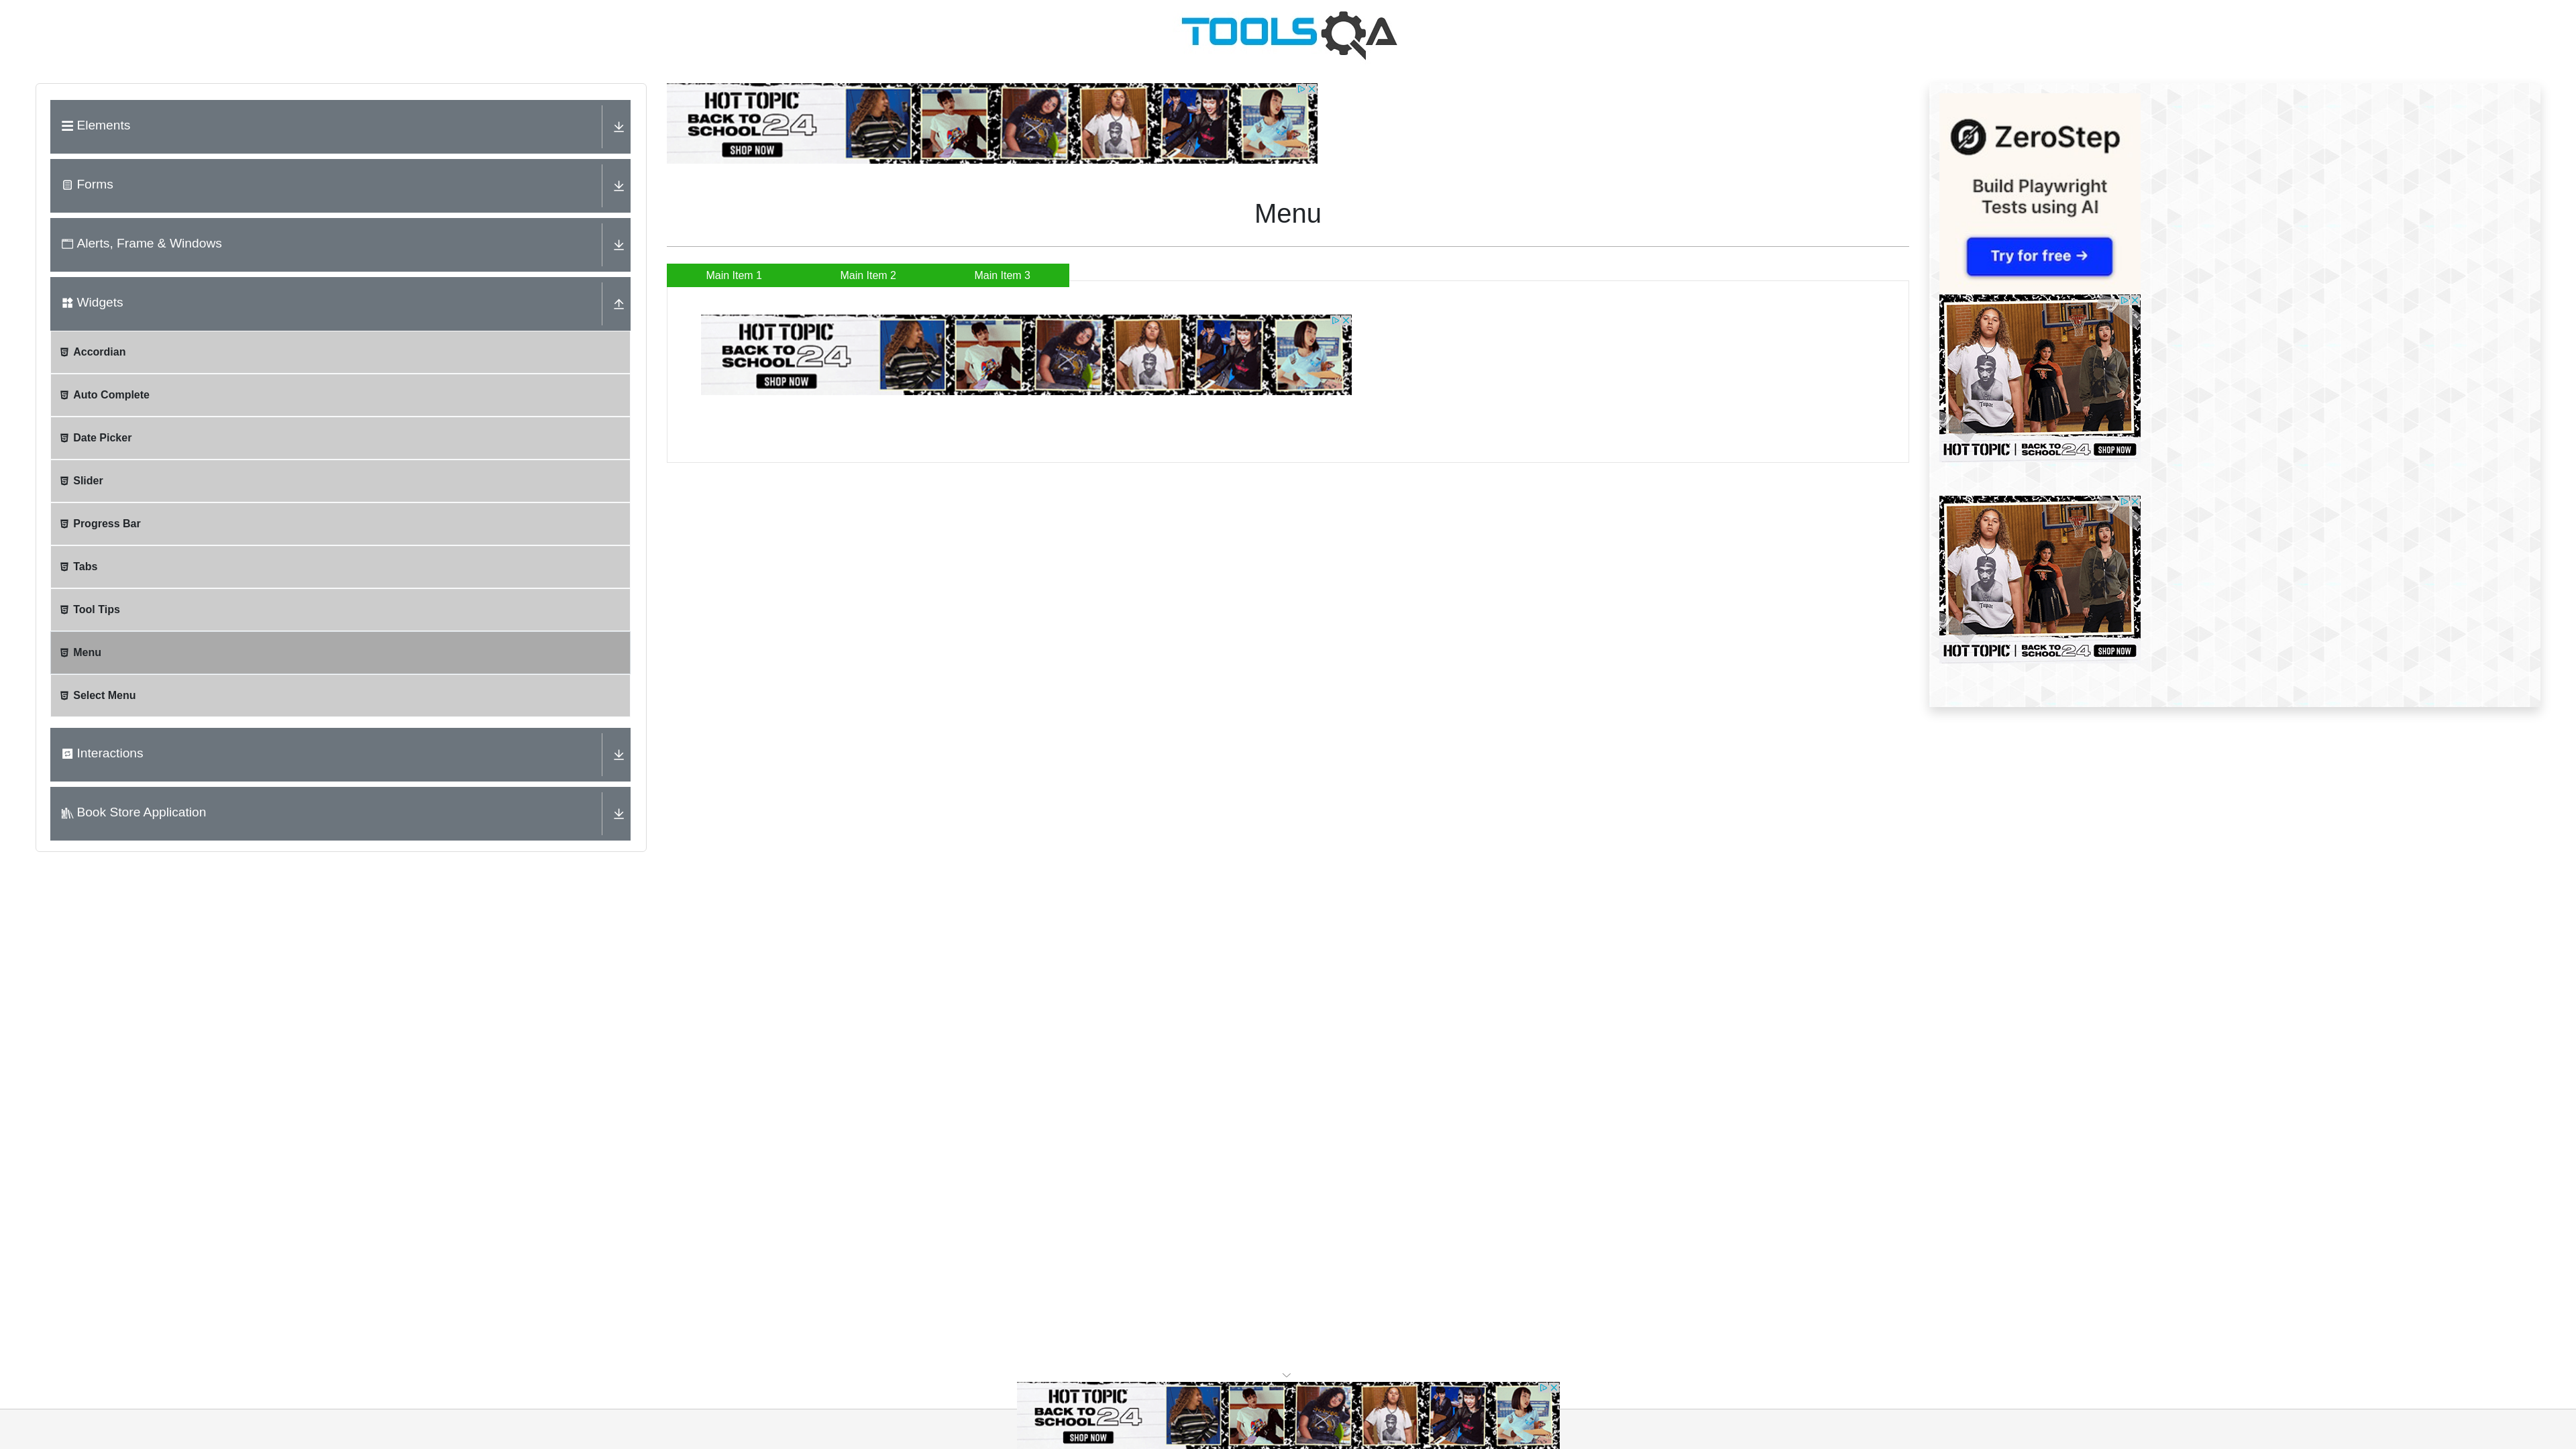 TOOLSQA
Elements
Forms
Alerts, Frame & Windows
Widgets
Accordian
Auto Complete
Date Picker
Slider
Progress Bar
Tabs
Tool Tips
Menu
Select Menu
Interactions
Book Store Application
HOT TOPIC
BACK TO
SCHOOL 24
SHOP NOW
Menu
Main Item 1
Main Item 2
Main Item 3
HOT TOPIC
BACK TO
SCHOOL 24
SHOP NOW
ZeroStep
Build Playwright
Tests using AI
Try for free →
HOT TOPIC | BACK TO SCHOOL 24 SHOP NOW
HOT TOPIC | BACK TO SCHOOL 24 SHOP NOW
HOT TOPIC
BACK TO
SCHOOL 24
SHOP NOW